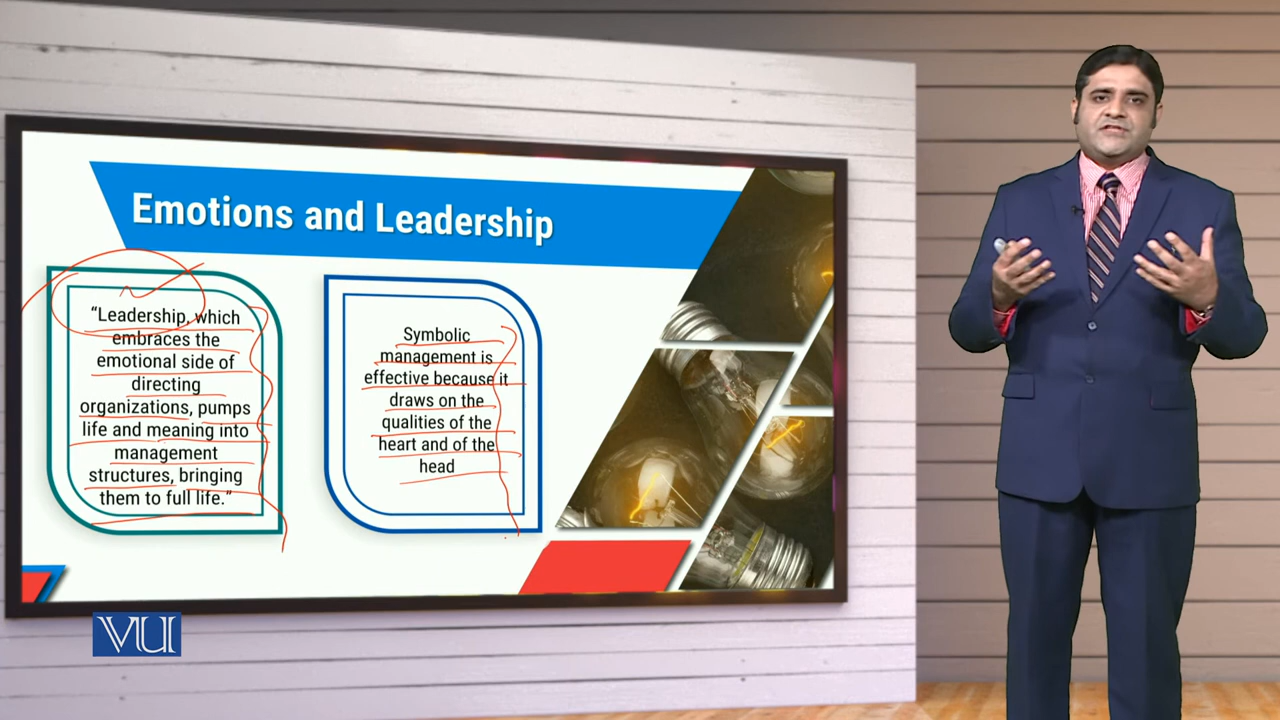 Emotions and Leadership
“Leadership, which
embraces the
emotional side of
directing
organizations, pumps
life and meaning into
management
structures, bringing
them to full life.”
Symbolic
management is
effective because it
draws on the
qualities of the
heart and of the
head
VU